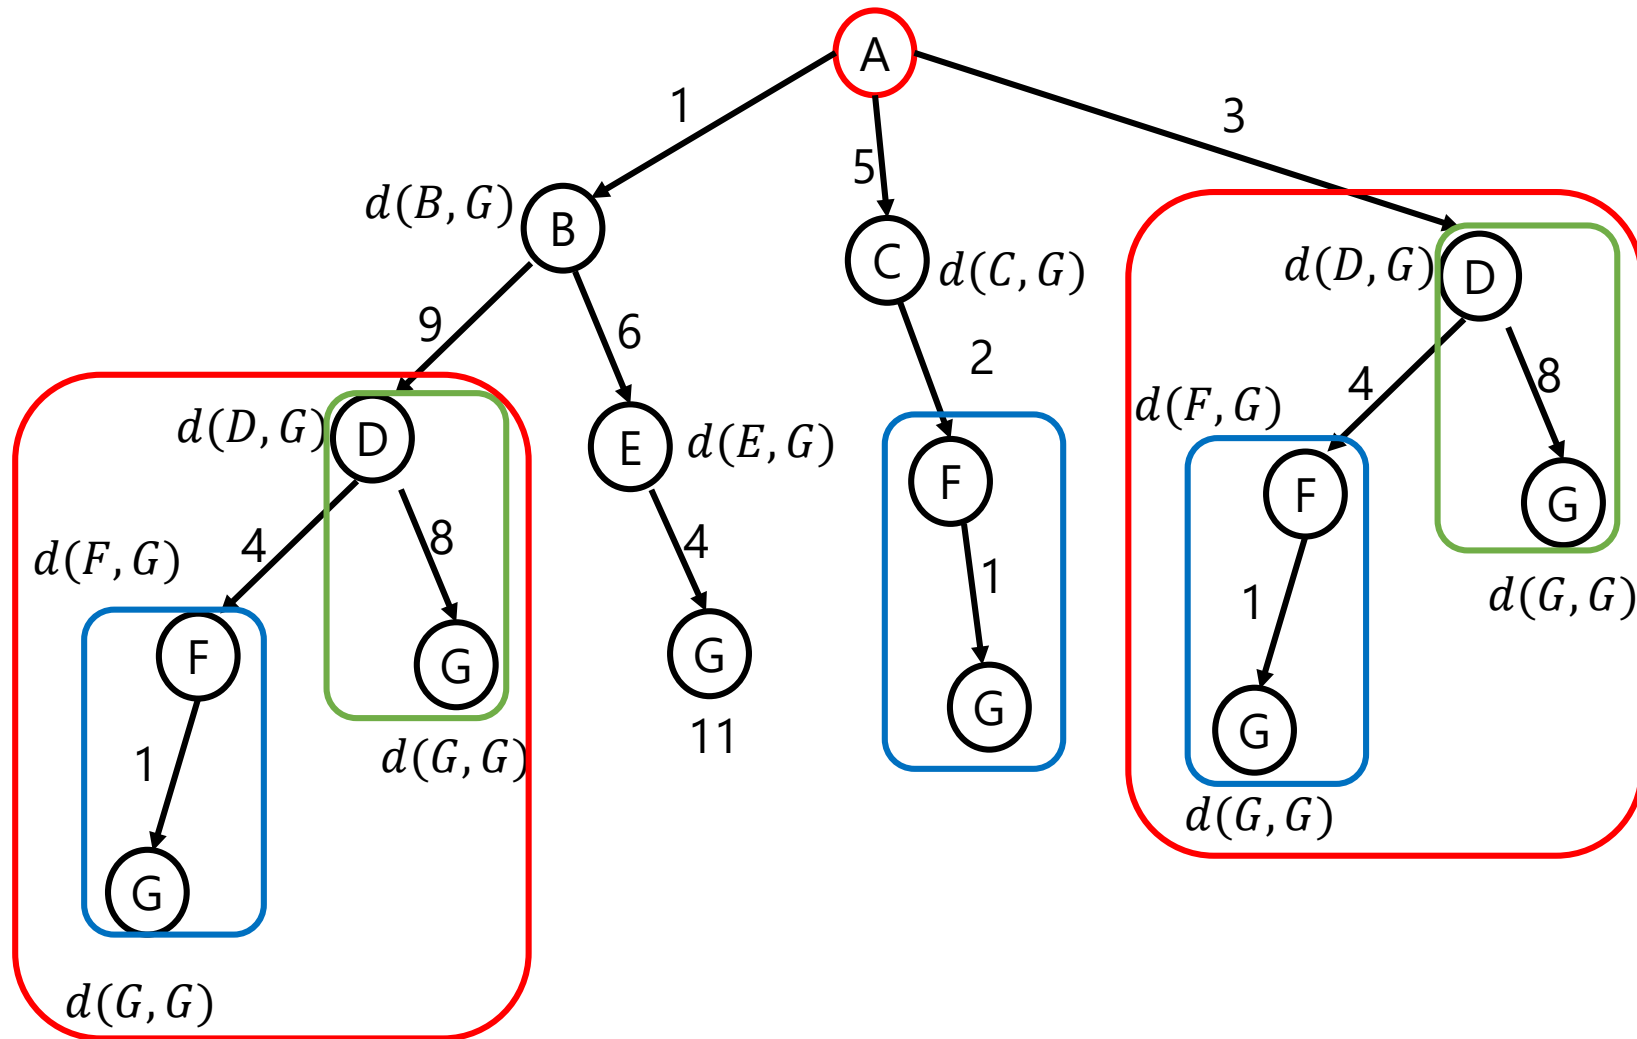 A
1
5
3
d(B,G)
B
C
d(C,G)
d(D,G)
D
9
6
2
4
8
d(D,G)
D
E
d(E,G)
d(F,G)
F
F
G
d(F,G)
4
8
4
1
1
d(G,G)
F
G
G
G
G
11
d(G,G)
1
d(G,G)
G
d(G,G)